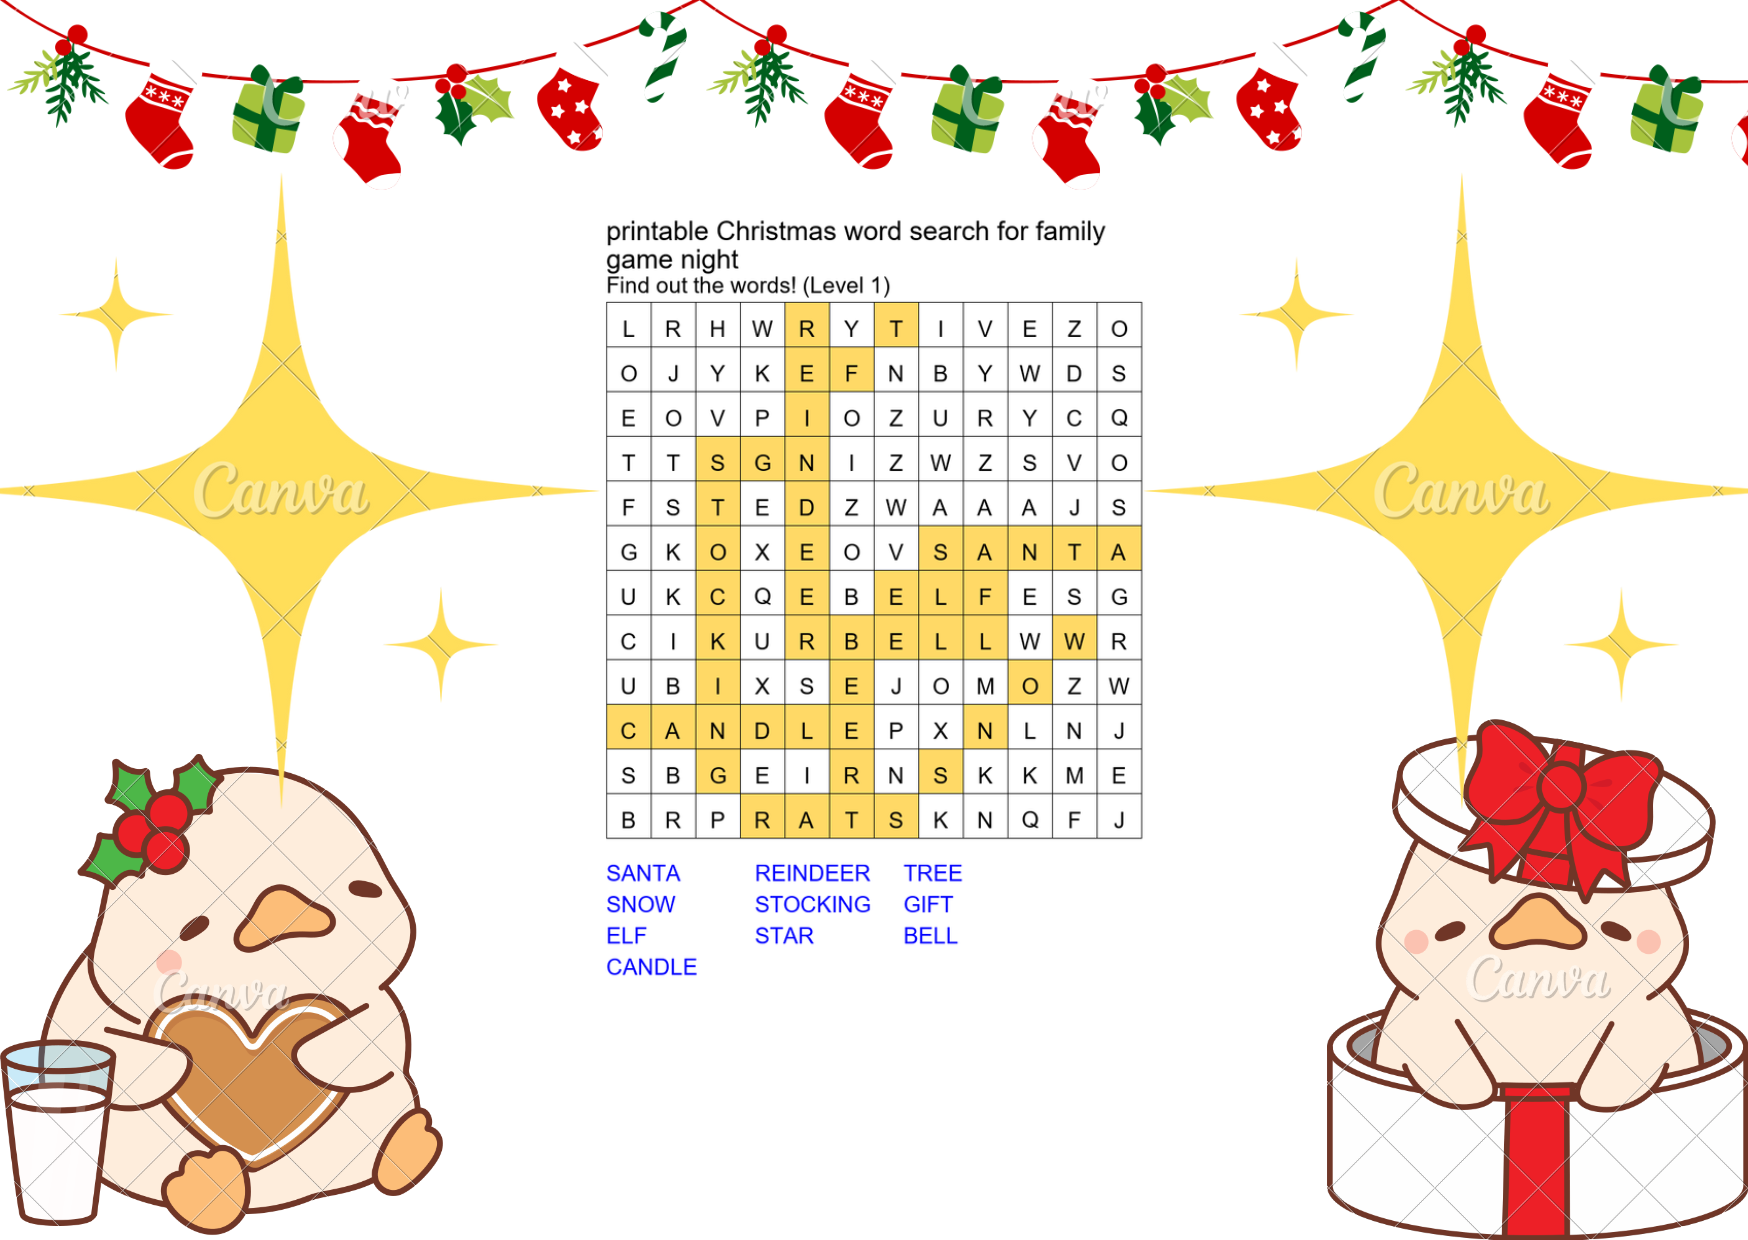 printable Christmas word search for family
game night
Find out the words! (Level 1)
L R H W R Y T I V E Z O
O J Y K E F N B Y W D S
E O V P I O Z U R Y C Q
T T S G N I Z W Z S V O
F S T E D Z W A A A J S
G K O X E O V S A N T A
U K C Q E B E L F E S G
C I K U R B E L L W W R
U B I X S E J O M O Z W
C A N D L E P X N L N J
S B G E I R N S K K M E
B R P R A T S K N Q F J
SANTA REINDEER TREE
SNOW STOCKING GIFT
ELF STAR BELL
CANDLE
Canva
Canva
Canva
Canva